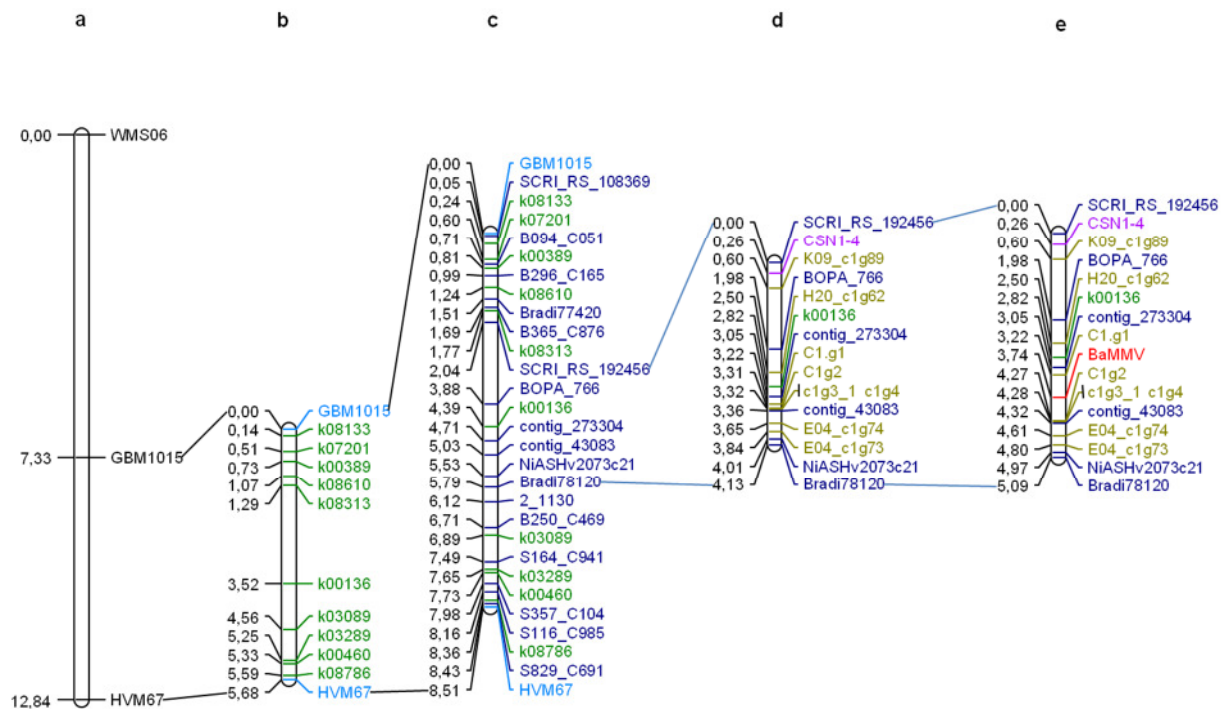 a
b
c
d
e
0,00 WMS06
7,33 GBM1015
12,84 HVM67
0,00 GBM1015
0,14 k08133
0,51 k07201
0,73 k00389
1,07 k08610
1,29 k08313
3,52 k00136
4,56 k03089
5,25 k03289
5,33 k00460
5,59 k08786
5,68 HVM67
0,00 GBM1015
0,05 SCRI_RS_108369
0,24 k08133
0,60 k07201
0,71 B094_C051
0,81 k00389
0,99 B296_C165
1,24 k08610
1,51 Bradi77420
1,69 B365_C876
1,77 k08313
2,04 SCRI_RS_192456
3,88 BOPA_766
4,39 k00136
4,71 contig_273304
5,03 contig_43083
5,53 NiASHv2073c21
5,79 Bradi78120
6,12 2_1130
6,71 B250_C469
6,89 k03089
7,49 S164_C941
7,65 k03289
7,73 k00460
7,98 S357_C104
8,16 S116_C985
8,36 k08786
8,43 S829_C691
8,51 HVM67
0,00 SCRI_RS_192456
0,26 CSN1-4
0,60 K09_c1g89
1,98 BOPA_766
2,50 H20_c1g62
2,82 k00136
3,05 contig_273304
3,22 C1.g1
3,31 C1g2
3,32 c1g3_1 c1g4
3,36 contig_43083
3,65 E04_c1g74
3,84 E04_c1g73
4,01 NiASHv2073c21
4,13 Bradi78120
0,00 SCRI_RS_192456
0,26 CSN1-4
0,60 K09_c1g89
1,98 BOPA_766
2,50 H20_c1g62
2,82 k00136
3,05 contig_273304
3,22 C1.g1
3,74 BaMMV
4,27 C1g2
4,28 c1g3_1 c1g4
4,32 contig_43083
4,61 E04_c1g74
4,80 E04_c1g73
4,97 NiASHv2073c21
5,09 Bradi78120